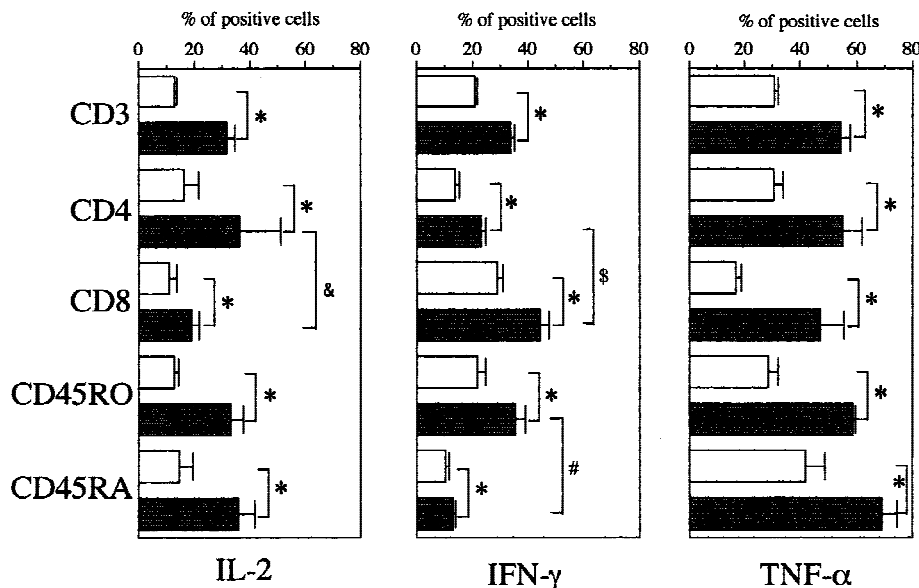 % of positive cells % of positive cells % of positive cells
0 20 40 60 80 0 20 40 60 80 0 20 40 60 80
CD3 * * *
CD4 * * *
& $
CD8 * * *
CD45RO * * *
#
CD45RA * * *
IL-2 IFN-γ TNF-α